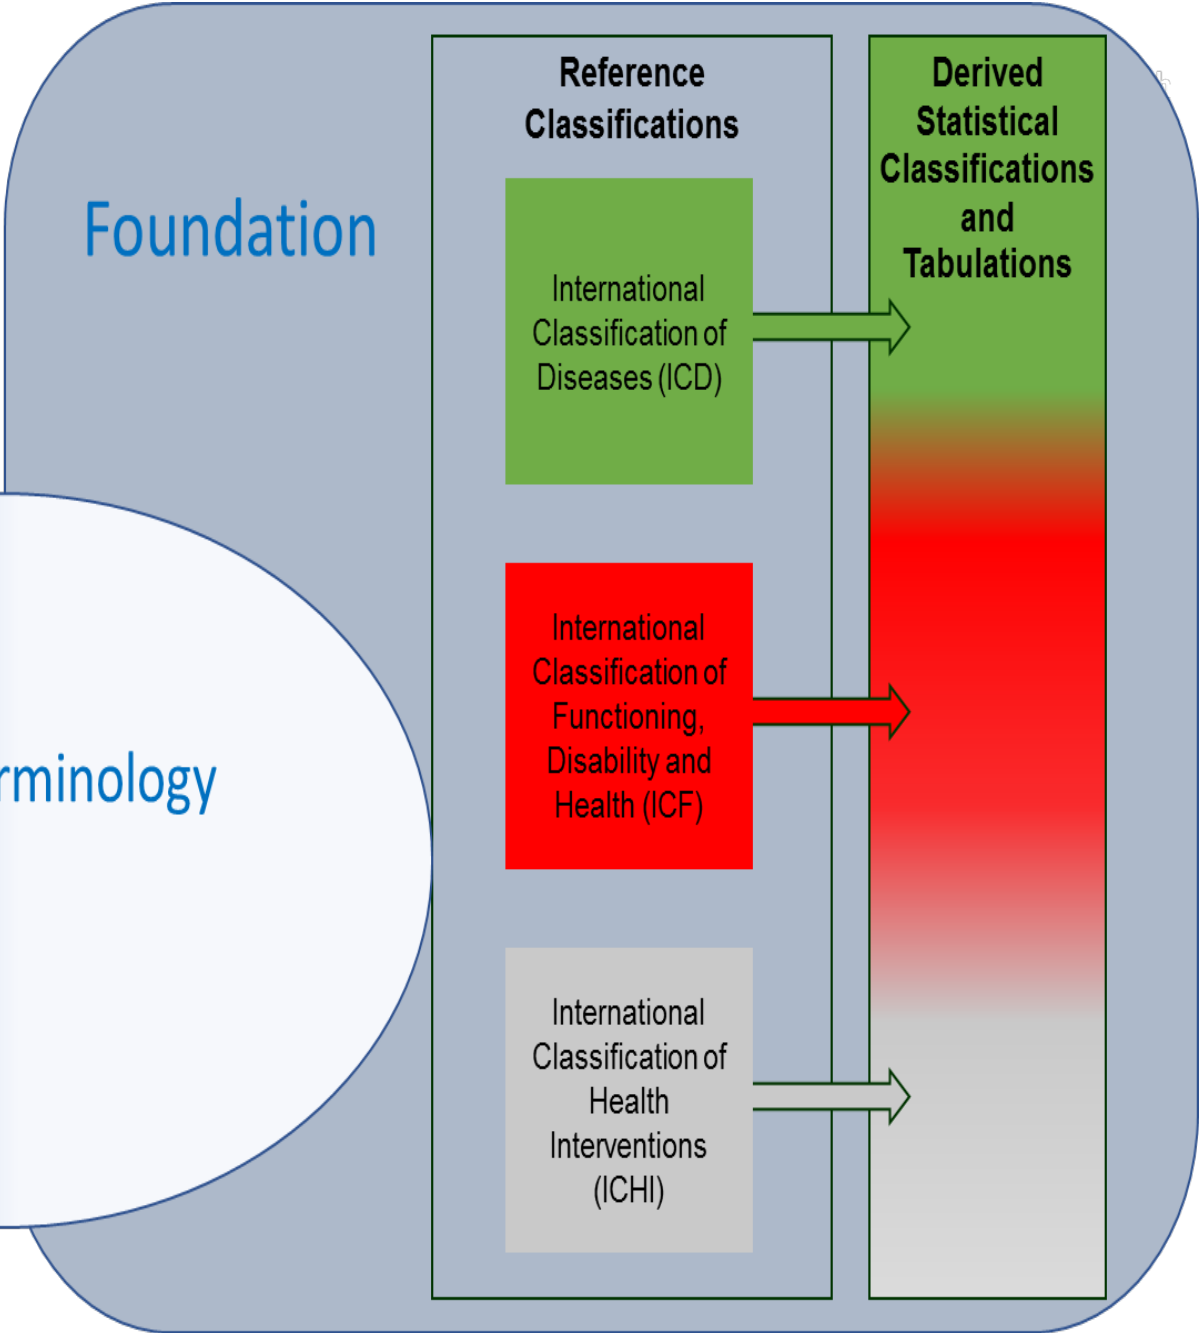 Reference
Classifications
Derived
Statistical
Classifications
and
Tabulations
Foundation
International
Classification of
Diseases (ICD)
International
Classification of
Functioning,
Disability and
Health (ICF)
rminology
International
Classification of
Health
Interventions
(ICHI)